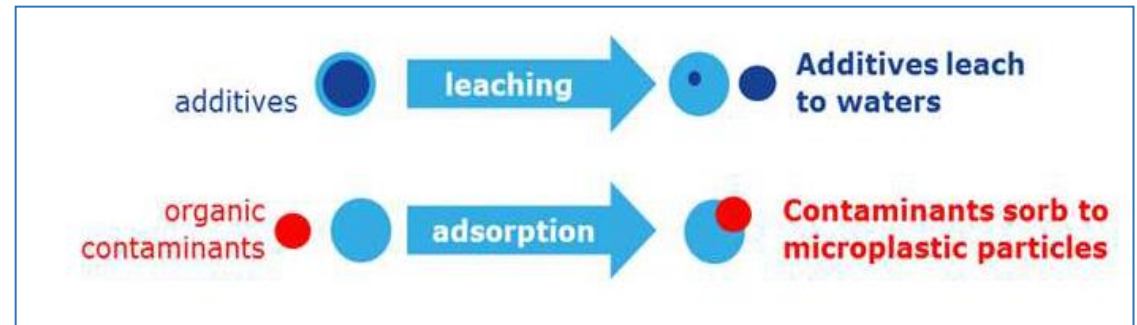 additives
leaching
Additives leach
to waters
organic
contaminants
adsorption
Contaminants sorb to
microplastic particles